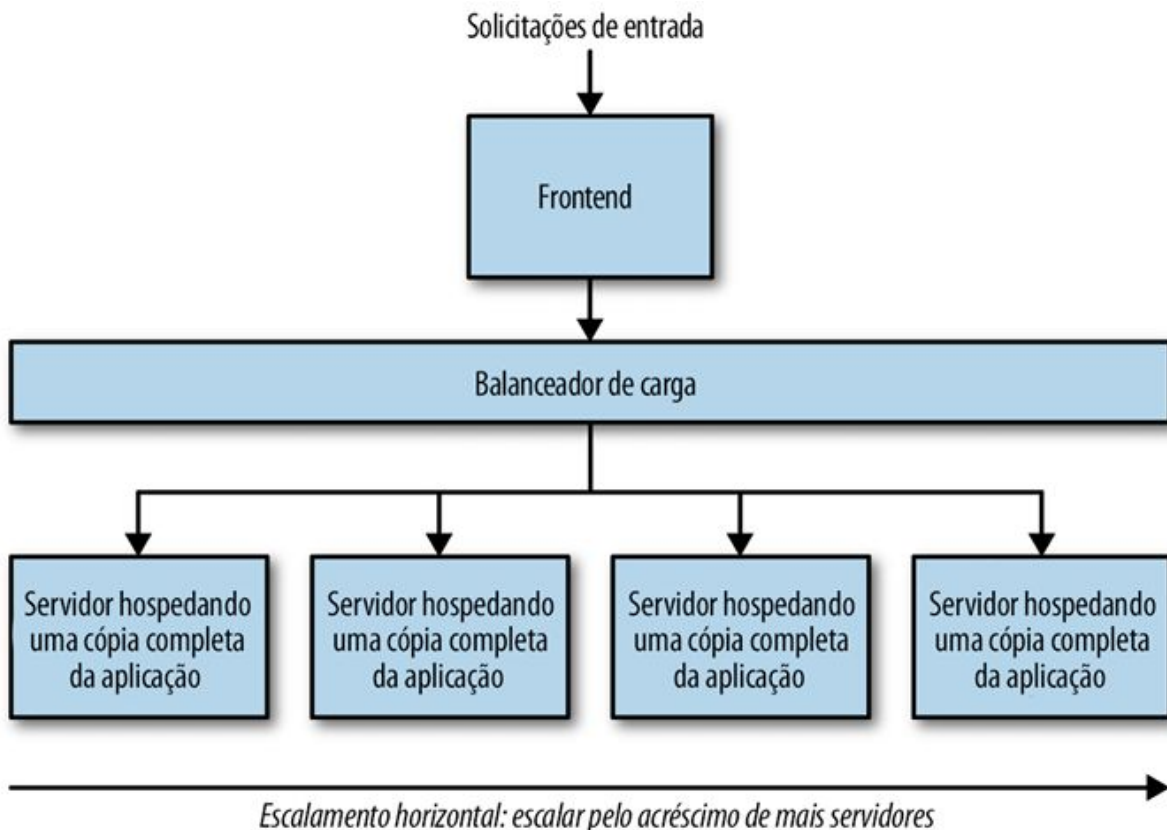 Solicitações de entrada
Frontend
Balanceador de carga
Servidor hospedando
uma cópia completa
da aplicação
Servidor hospedando
uma cópia completa
da aplicação
Servidor hospedando
uma cópia completa
da aplicação
Servidor hospedando
uma cópia completa
da aplicação
Escalamento horizontal: escalar pelo acréscimo de mais servidores